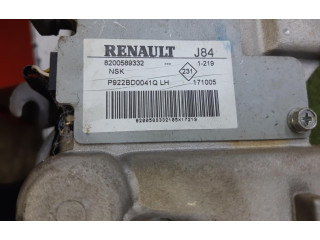 RENAULT J84
8200589332 --- 1-219
NSK 231
P922BD0041Q LH 171005